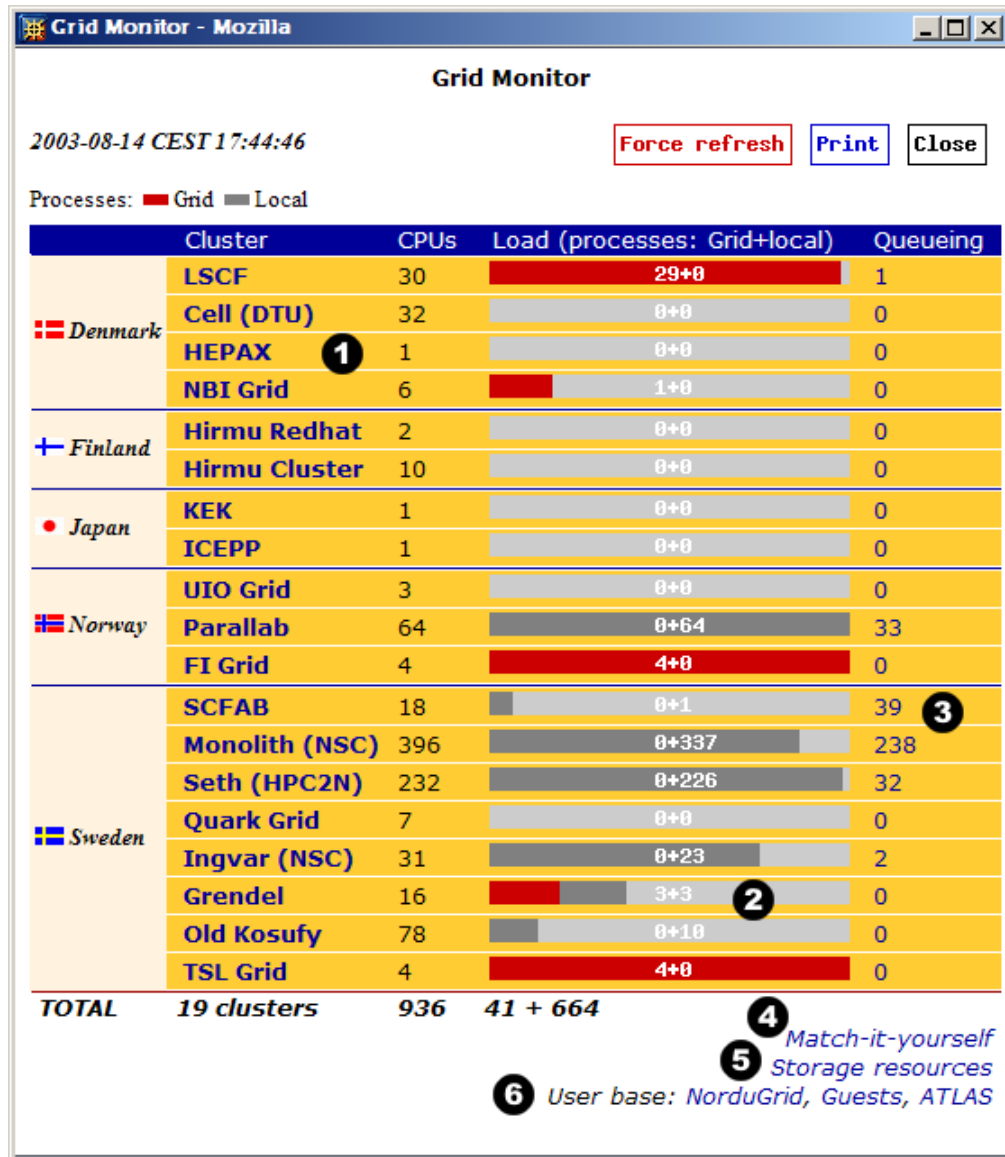 Grid Monitor - Mozilla
Grid Monitor
2003-08-14 CEST 17:44:46 Force refresh Print Close
Processes: Grid Local
Cluster CPUs Load (processes: Grid+local) Queueing
Denmark
LSCF 30 29+0 1
Cell (DTU) 32 0+0 0
HEPAX 1 1 0+0 0
NBI Grid 6 1+0 0
Finland
Hirmu Redhat 2 0+0 0
Hirmu Cluster 10 0+0 0
Japan
KEK 1 0+0 0
ICEPP 1 0+0 0
Norway
UIO Grid 3 0+0 0
Parallab 64 0+64 33
FI Grid 4 4+0 0
Sweden
SCFAB 18 0+1 39 3
Monolith (NSC) 396 0+337 238
Seth (HPC2N) 232 0+226 32
Quark Grid 7 0+0 0
Ingvar (NSC) 31 0+23 2
Grendel 16 3+3 2 0
Old Kosufy 78 0+10 0
TSL Grid 4 4+0 0
TOTAL 19 clusters 936 41 + 664
4 Match-it-yourself
5 Storage resources
6 User base: NorduGrid, Guests, ATLAS